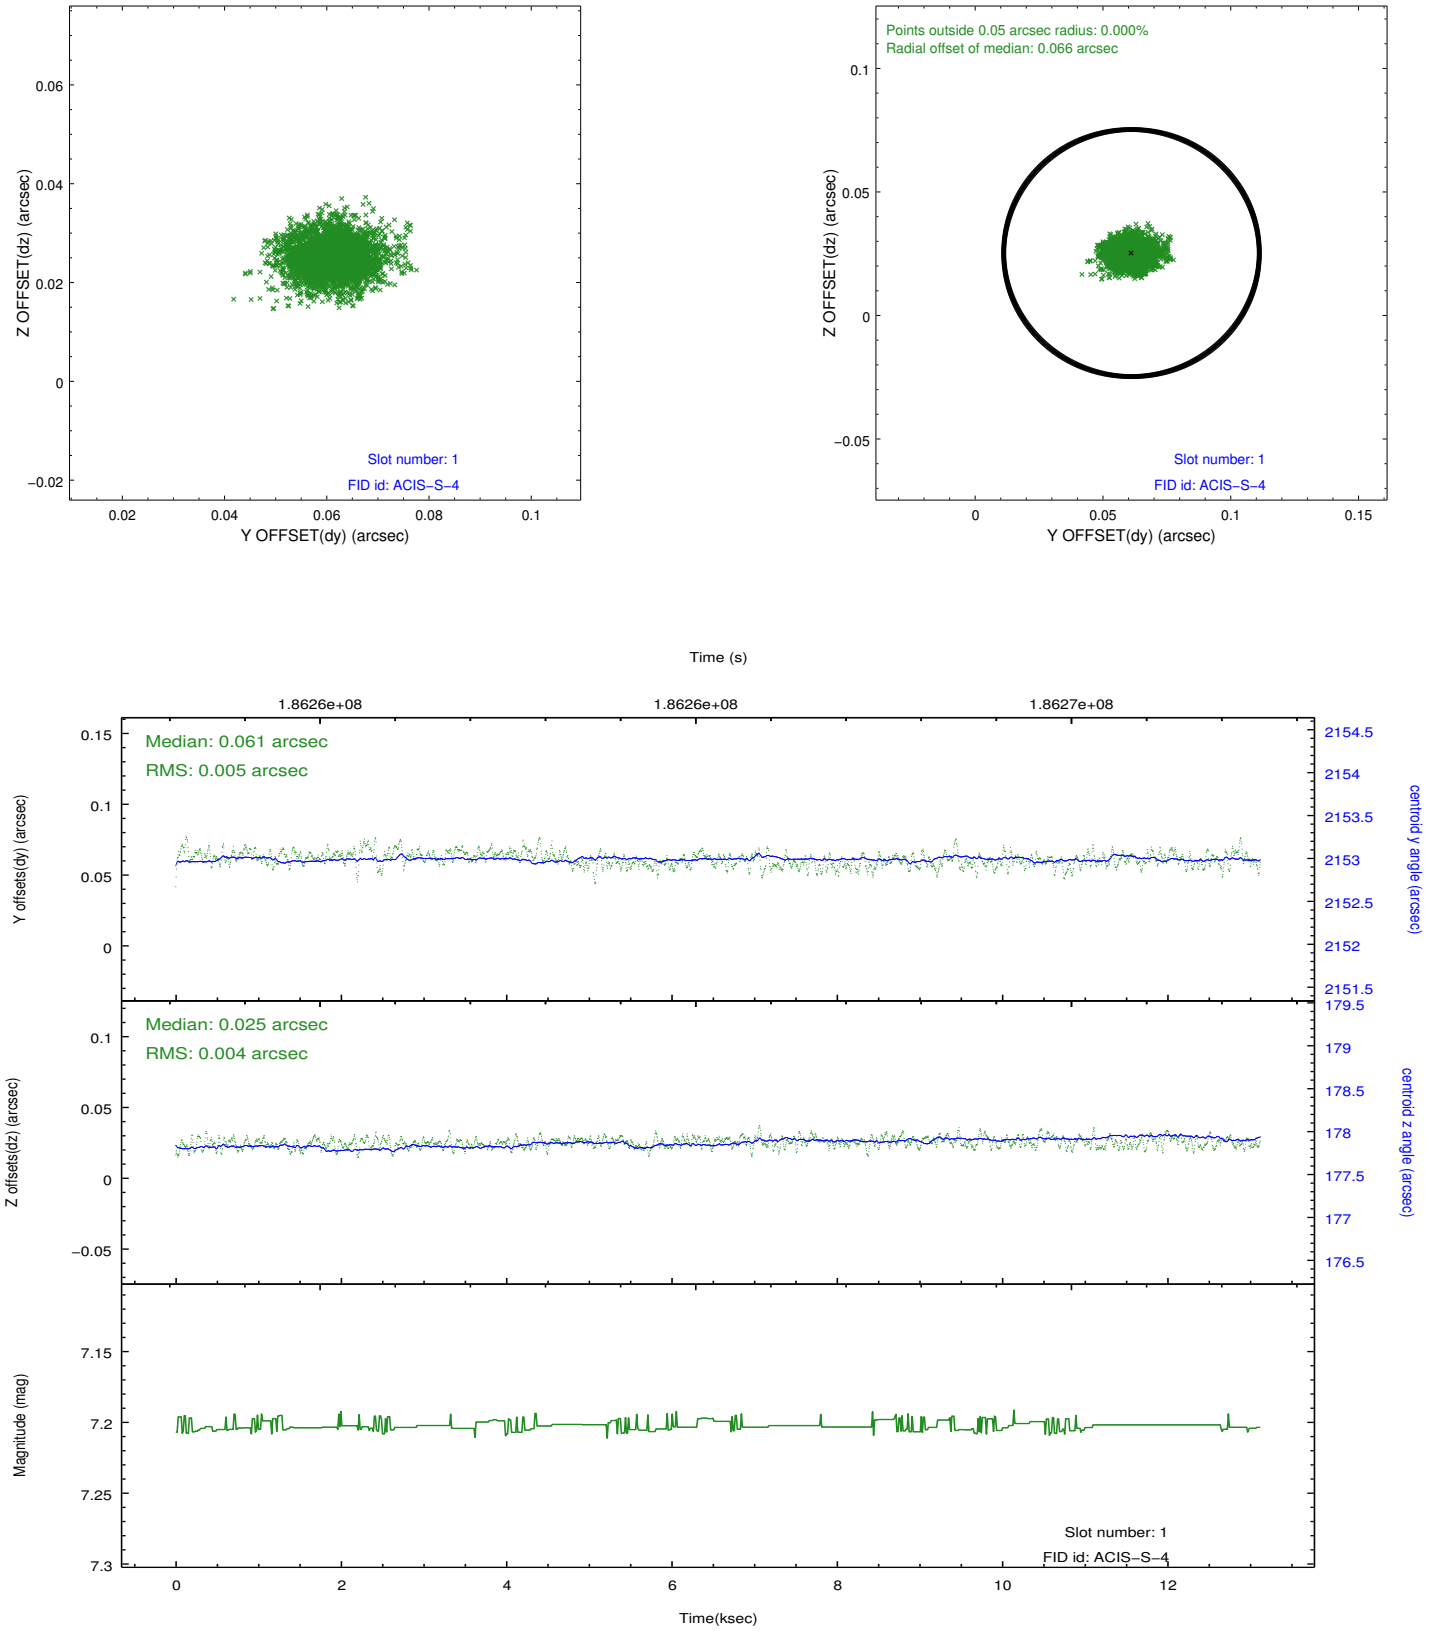 0.06
0.04
0.02
0
−0.02
Z OFFSET(dz) (arcsec)
Slot number: 1
FID id: ACIS−S−4
0.02 0.04 0.06 0.08 0.1
Y OFFSET(dy) (arcsec)
Points outside 0.05 arcsec radius: 0.000%
Radial offset of median: 0.066 arcsec
0.1
0.05
0
−0.05
Z OFFSET(dz) (arcsec)
Slot number: 1
FID id: ACIS−S−4
0 0.05 0.1 0.15
Y OFFSET(dy) (arcsec)
Time (s)
1.8626e+08 1.8626e+08 1.8627e+08
Median: 0.061 arcsec
RMS: 0.005 arcsec
0.15
0.1
0.05
0
Y offsets(dy) (arcsec)
2154.5
2154
2153.5
2153
2152.5
2152
2151.5
centroid y angle (arcsec)
Median: 0.025 arcsec
RMS: 0.004 arcsec
0.1
0.05
0
−0.05
Z offsets(dz) (arcsec)
179.5
179
178.5
178
177.5
177
176.5
centroid z angle (arcsec)
7.15
7.2
7.25
7.3
Magnitude (mag)
Slot number: 1
FID id: ACIS−S−4
0 2 4 6 8 10 12
Time(ksec)